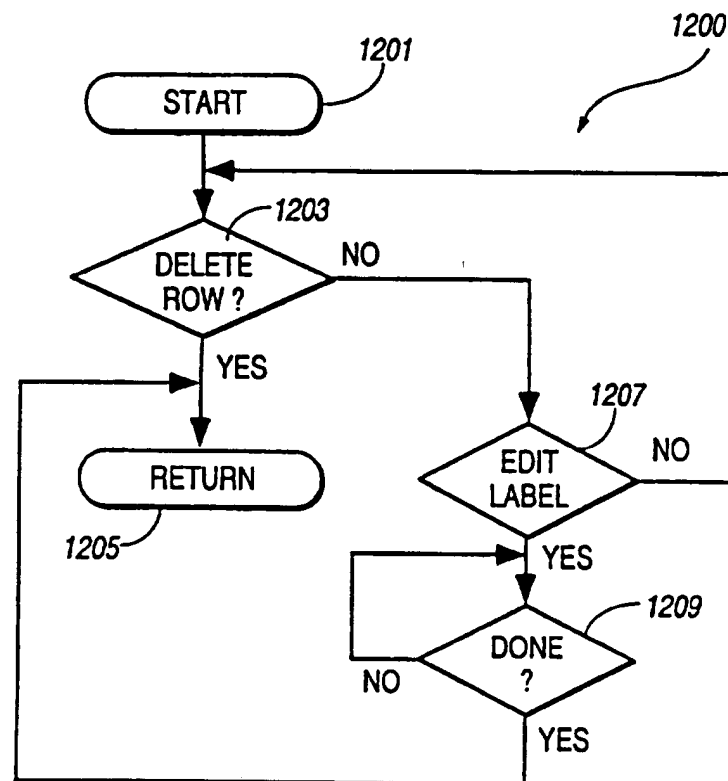 1200
1201
START
1203
DELETE
ROW ?
NO
YES
1207
RETURN
EDIT
LABEL
NO
1205
YES
1209
DONE
?
NO
YES